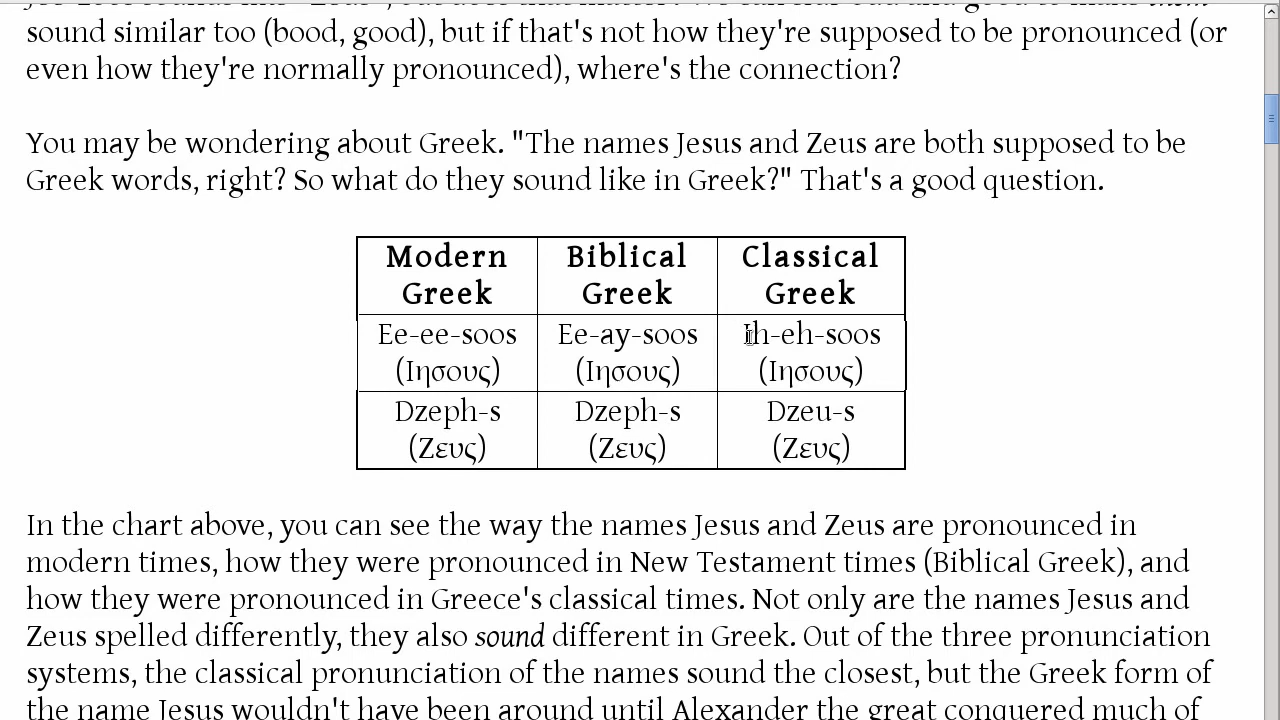 sound similar too (bood, good), but if that's not how they're supposed to be pronounced (or
even how they're normally pronounced), where's the connection?
You may be wondering about Greek. "The names Jesus and Zeus are both supposed to be
Greek words, right? So what do they sound like in Greek?" That's a good question.
Modern Greek
Biblical Greek
Classical Greek
Ee-ee-soos
(Ιησους)
Ee-ay-soos
(Ιησους)
Ih-eh-soos
(Ιησους)
Dzeph-s
(Ζευς)
Dzeph-s
(Ζευς)
Dzeu-s
(Ζευς)
In the chart above, you can see the way the names Jesus and Zeus are pronounced in
modern times, how they were pronounced in New Testament times (Biblical Greek), and
how they were pronounced in Greece's classical times. Not only are the names Jesus and
Zeus spelled differently, they also sound different in Greek. Out of the three pronunciation
systems, the classical pronunciation of the names sound the closest, but the Greek form of
the name Jesus wouldn't have been around until Alexander the great conquered much of